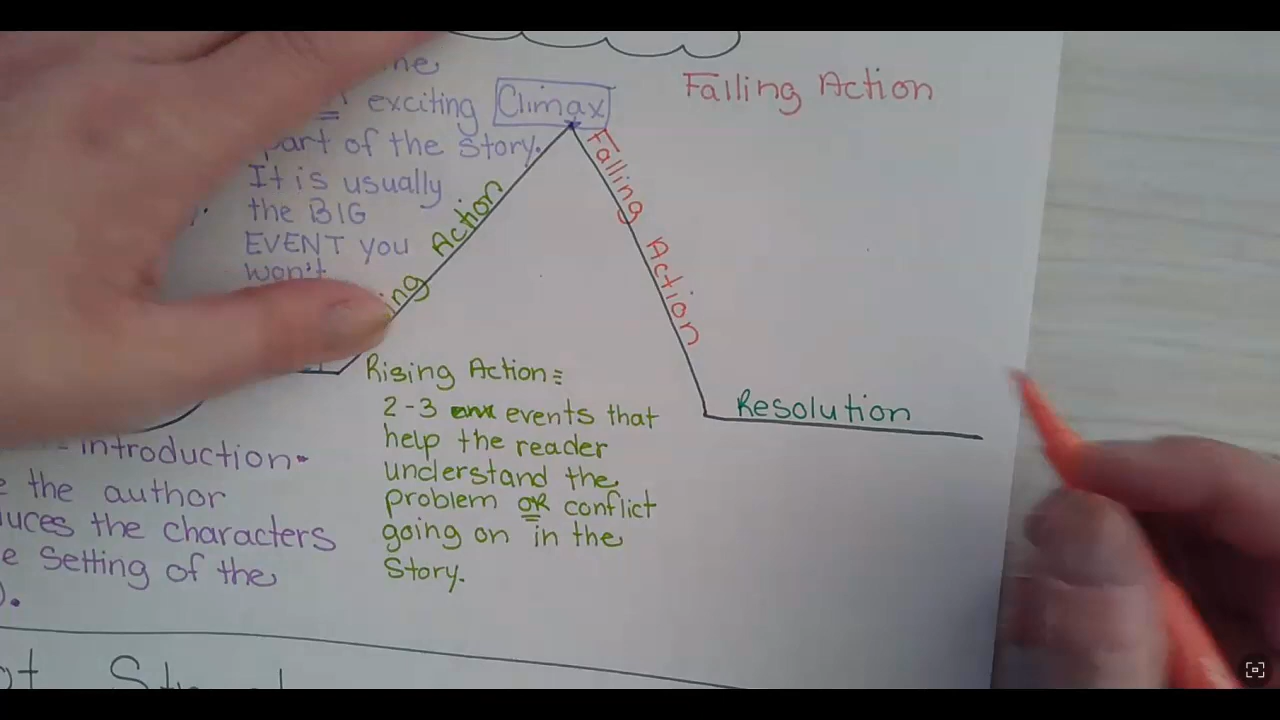 exciting Climax
part of the Story.
It is usually
the BIG
EVENT you
won't
Falling Action
Action
Falling Action
Resolution
Rising Action:
2-3 events that
help the reader
understand the
problem OR conflict
going on in the
Story.
introduction-
the author
the characters
Setting of the